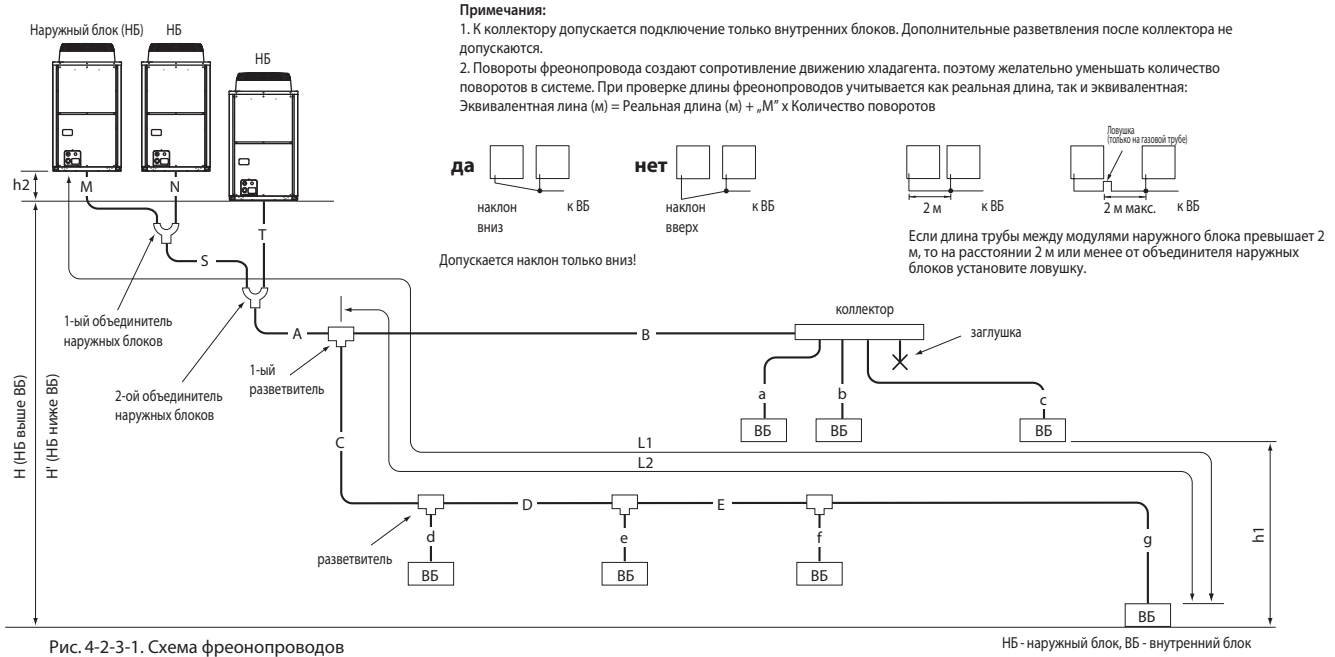 Примечания:
1. К коллектору допускается подключение только внутренних блоков. Дополнительные разветвления после коллектора не
допускаются.
2. Повороты фреонопровода создают сопротивление движению хладагента. поэтому желательно уменьшать количество
поворотов в системе. При проверке длины фреонопроводов учитывается как реальная длина, так и эквивалентная:
Эквивалентная лина (м) = Реальная длина (м) + „М” x Количество поворотов
Наружный блок (НБ)
НБ
НБ
h2
M
N
T
S
да
наклон
вниз
к ВБ
нет
наклон
вверх
к ВБ
Допускается наклон только вниз!
2 м
к ВБ
Ловушка
(только на газовой трубе)
2 м макс.
к ВБ
Если длина трубы между модулями наружного блока превышает 2
м, то на расстоянии 2 м или менее от объединителя наружных
блоков установите ловушку.
1-ый объединитель
наружных блоков
2-ой объединитель
наружных блоков
A
1-ый
разветвитель
B
коллектор
заглушка
a
b
c
ВБ
ВБ
ВБ
H (НБ выше ВБ)
H' (НБ ниже ВБ)
C
L1
L2
D
E
разветвитель
d
e
f
g
h1
ВБ
ВБ
ВБ
ВБ
Рис. 4-2-3-1. Схема фреонопроводов
НБ - наружный блок, ВБ - внутренний блок